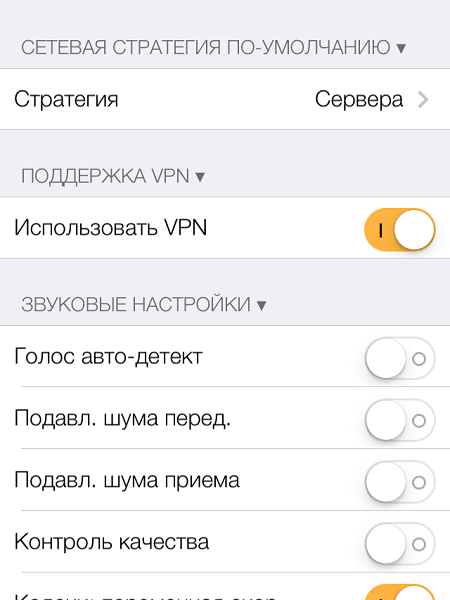 СЕТЕВАЯ СТРАТЕГИЯ ПО-УМОЛЧАНИЮ ▾
Стратегия Сервера
ПОДДЕРЖКА VPN ▾
Использовать VPN
ЗВУКОВЫЕ НАСТРОЙКИ ▾
Голос авто-детект
Подавл. шума перед.
Подавл. шума приема
Контроль качества